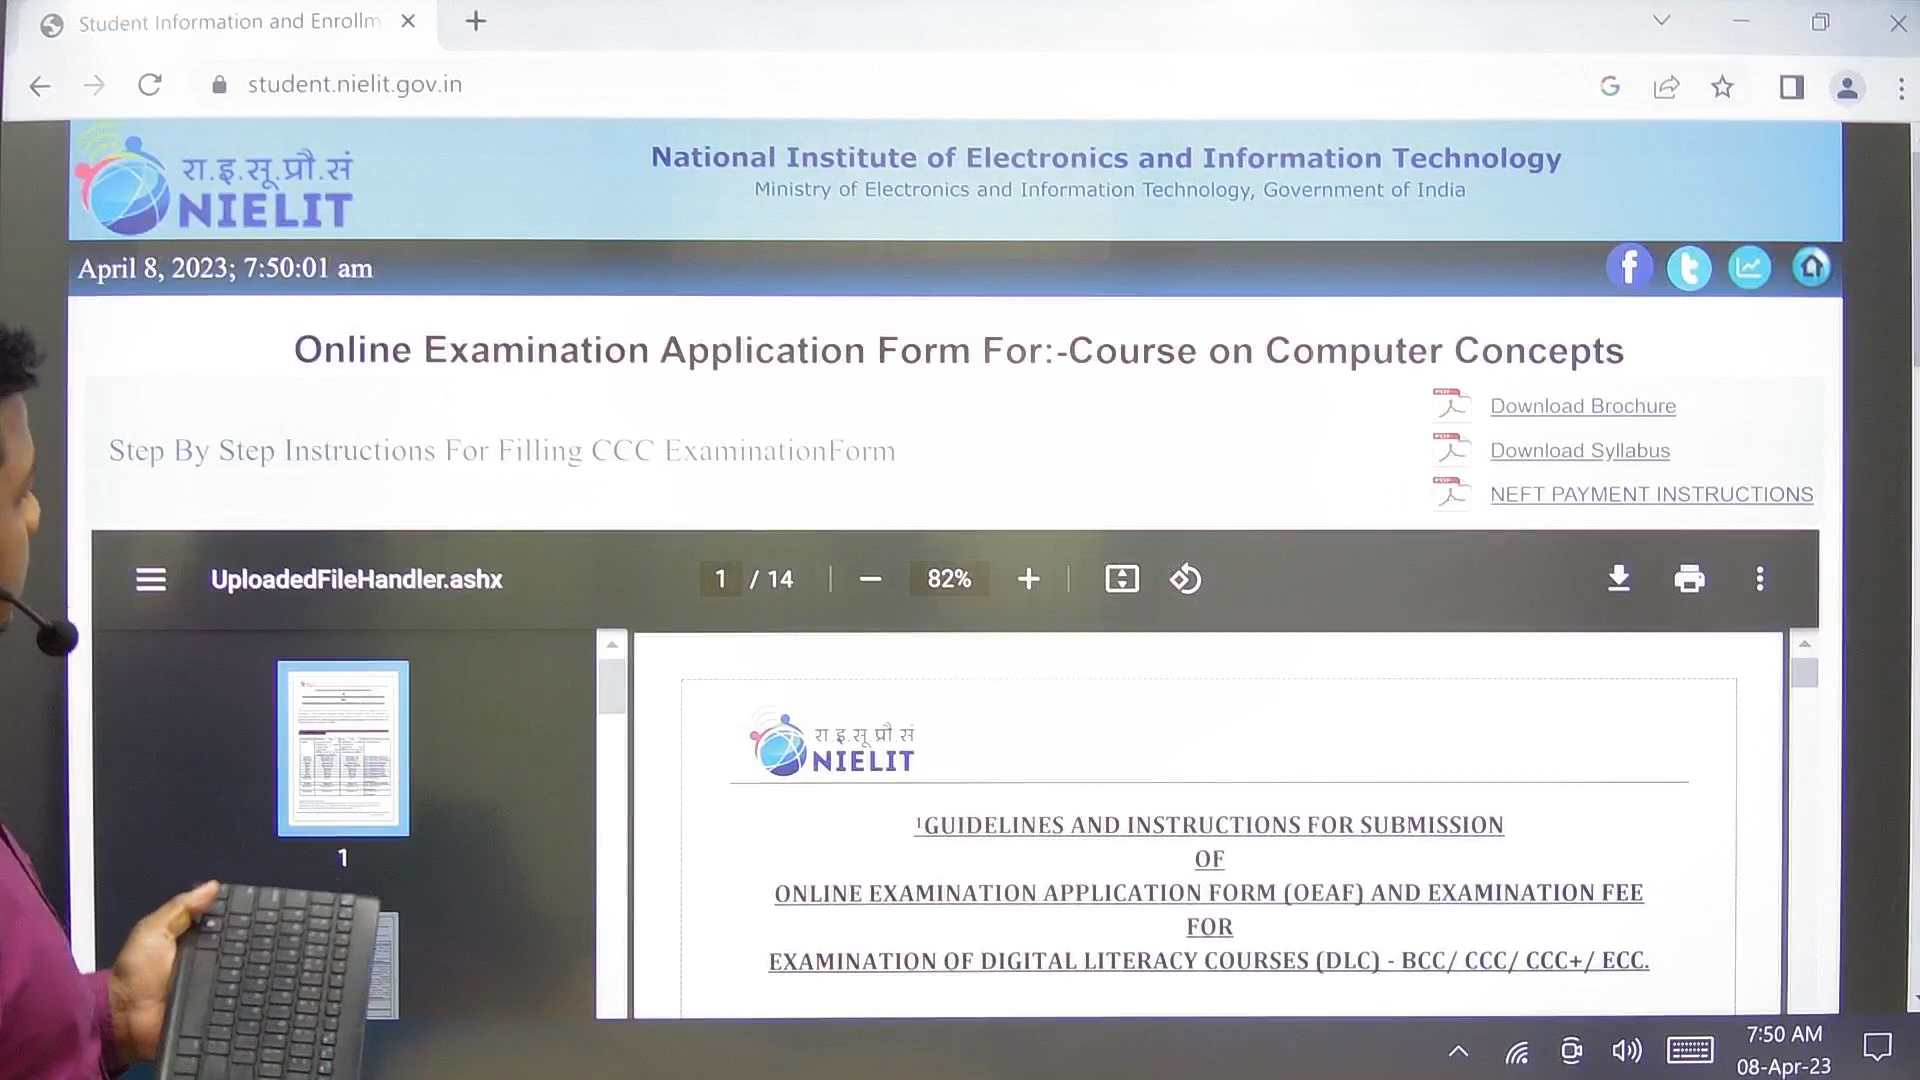 Student Information and Enrollm
student.nielit.gov.in
रा.इ.सू.प्रौ.सं
NIELIT
National Institute of Electronics and Information Technology
Ministry of Electronics and Information Technology, Government of India
April 8, 2023; 7:50:01 am
Online Examination Application Form For:-Course on Computer Concepts
Download Brochure
Step By Step Instructions For Filling CCC ExaminationForm
Download Syllabus
NEFT PAYMENT INSTRUCTIONS
UploadedFileHandler.ashx
1 / 14
82%
1
रा इ.सू प्रौ सं
NIELIT
¹GUIDELINES AND INSTRUCTIONS FOR SUBMISSION
OF
ONLINE EXAMINATION APPLICATION FORM (OEAF) AND EXAMINATION FEE
FOR
EXAMINATION OF DIGITAL LITERACY COURSES (DLC) - BCC/ CCC/ CCC+/ ECC.
7:50 AM
08-Apr-23